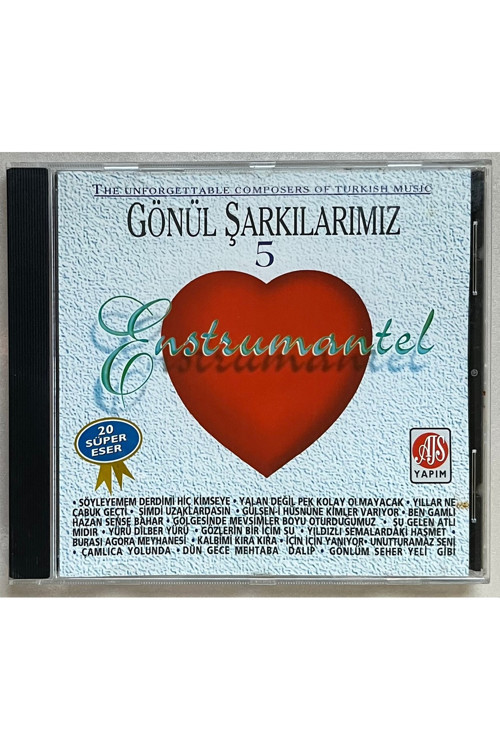 THE UNFORGETTABLE COMPOSERS OF TURKISH MUSIC
GÖNÜL ŞARKILARIMIZ
5
Enstrumantel
20
SÜPER
ESER
AJS
YAPIM
• SÖYLEYEMEM DERDİMİ HİÇ KİMSEYE • YALAN DEĞİL PEK KOLAY OLMAYACAK • YILLAR NE
ÇABUK GEÇTİ • ŞİMDİ UZAKLARDASIN • GÜLŞEN-İ HÜSNÜNE KİMLER VARIYOR • BEN GAMLI
HAZAN SENSE BAHAR • GÖLGESİNDE MEVSİMLER BOYU OTURDUĞUMUZ • ŞU GELEN ATLI
MIDIR • YÜRÜ DİLBER YÜRÜ • GÖZLERİN BİR İÇİM SU • YILDIZLI SEMALARDAKİ HAŞMET •
BURASI AGORA MEYHANESİ • KALBİMİ KIRA KIRA • İÇİN İÇİN YANIYOR• UNUTTURAMAZ SENİ
• ÇAMLICA YOLUNDA • DÜN GECE MEHTABA DALIP • GÖNLÜM SEHER YELİ GİBİ